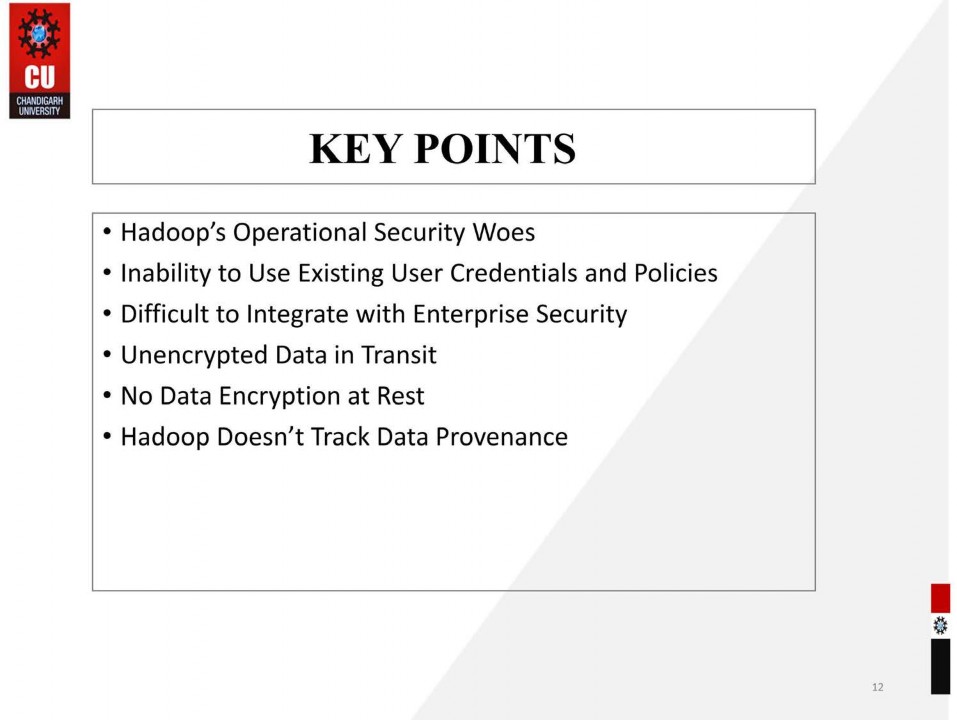 CU
CHANDIGARH
UNIVERSITY
KEY POINTS
• Hadoop’s Operational Security Woes
• Inability to Use Existing User Credentials and Policies
• Difficult to Integrate with Enterprise Security
• Unencrypted Data in Transit
• No Data Encryption at Rest
• Hadoop Doesn’t Track Data Provenance
12